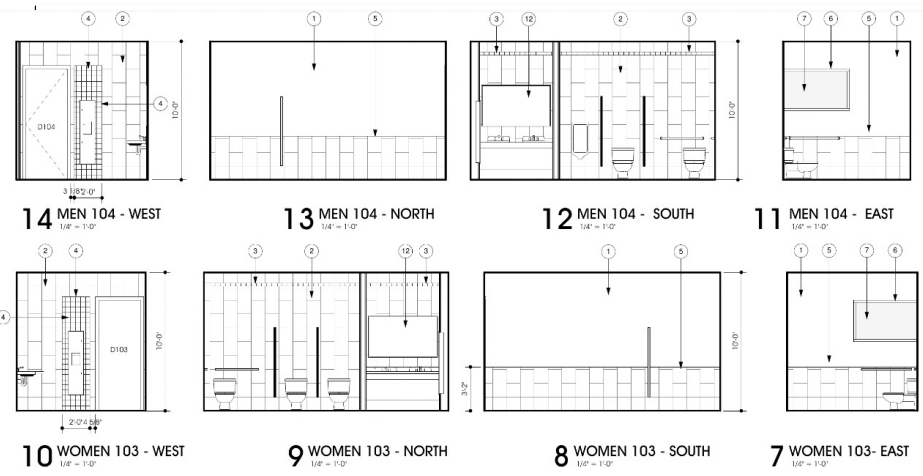 4 2 1 5 3 12 2 3 7 6 5 1
4
D104
10'-0"
10'-0"
3 1/8" 2'-0"
14 MEN 104 - WEST
1/4" = 1'-0"
13 MEN 104 - NORTH
1/4" = 1'-0"
12 MEN 104 - SOUTH
1/4" = 1'-0"
11 MEN 104 - EAST
1/4" = 1'-0"
2 4 3 2 12 3 1 5 1 5 7 6
4
D103
10'-0"
10'-0"
3'-2"
2'-0" 4 5/8"
10 WOMEN 103 - WEST
1/4" = 1'-0"
9 WOMEN 103 - NORTH
1/4" = 1'-0"
8 WOMEN 103 - SOUTH
1/4" = 1'-0"
7 WOMEN 103- EAST
1/4" = 1'-0"